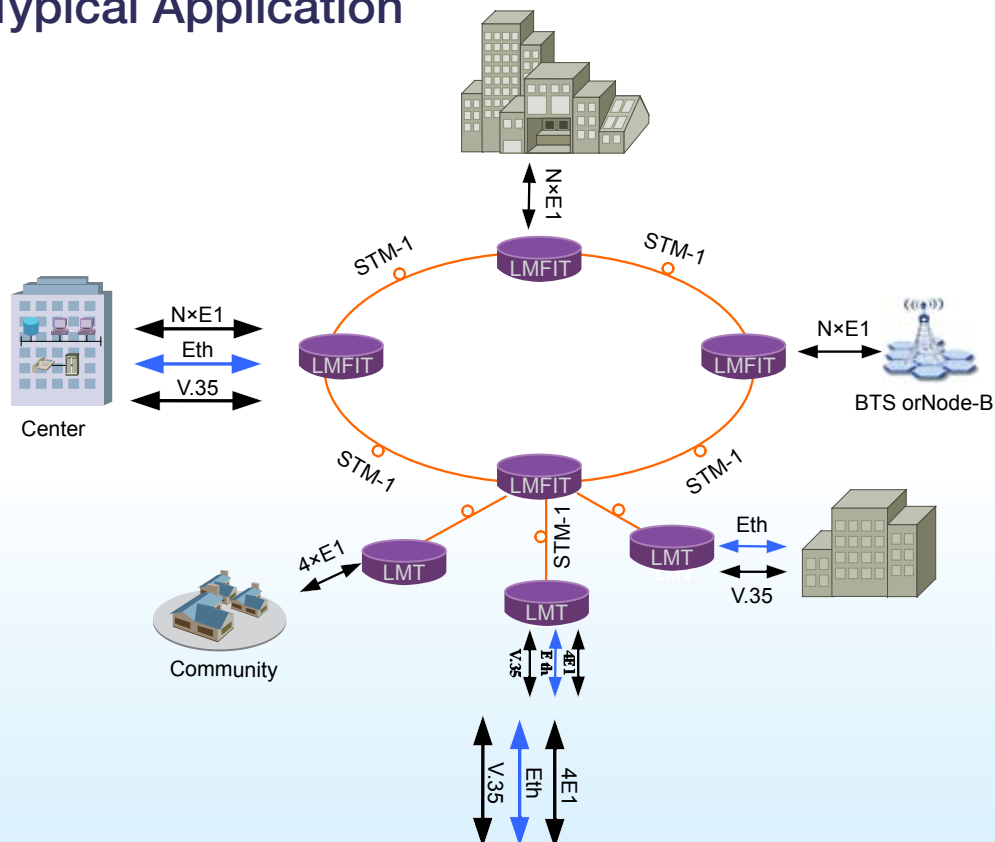 Typical Application
N×E1
STM-1
STM-1
LMFIT
N×E1
Eth
V.35
Center
LMFIT
LMFIT
N×E1
BTS orNode-B
STM-1
STM-1
LMFIT
4×E1
LMT
STM-1
LMT
Eth
V.35
LMT
Community
V.35
Eth
4E1
V.35
Eth
4E1